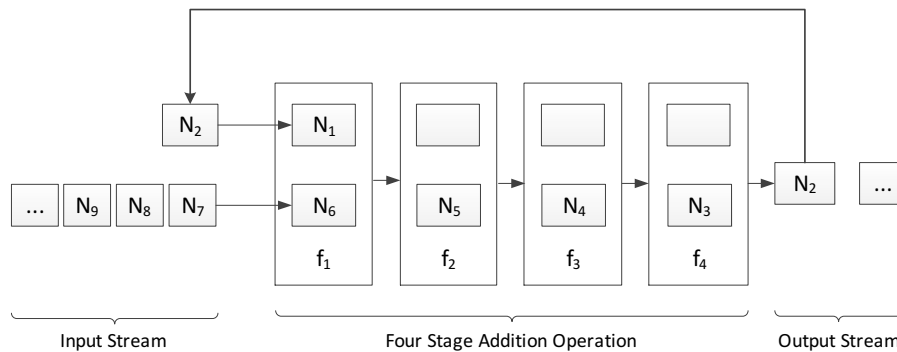 N₂ N₁
... N₉ N₈ N₇ N₆ N₅ N₄ N₃ N₂ ...
f₁ f₂ f₃ f₄
Input Stream Four Stage Addition Operation Output Stream